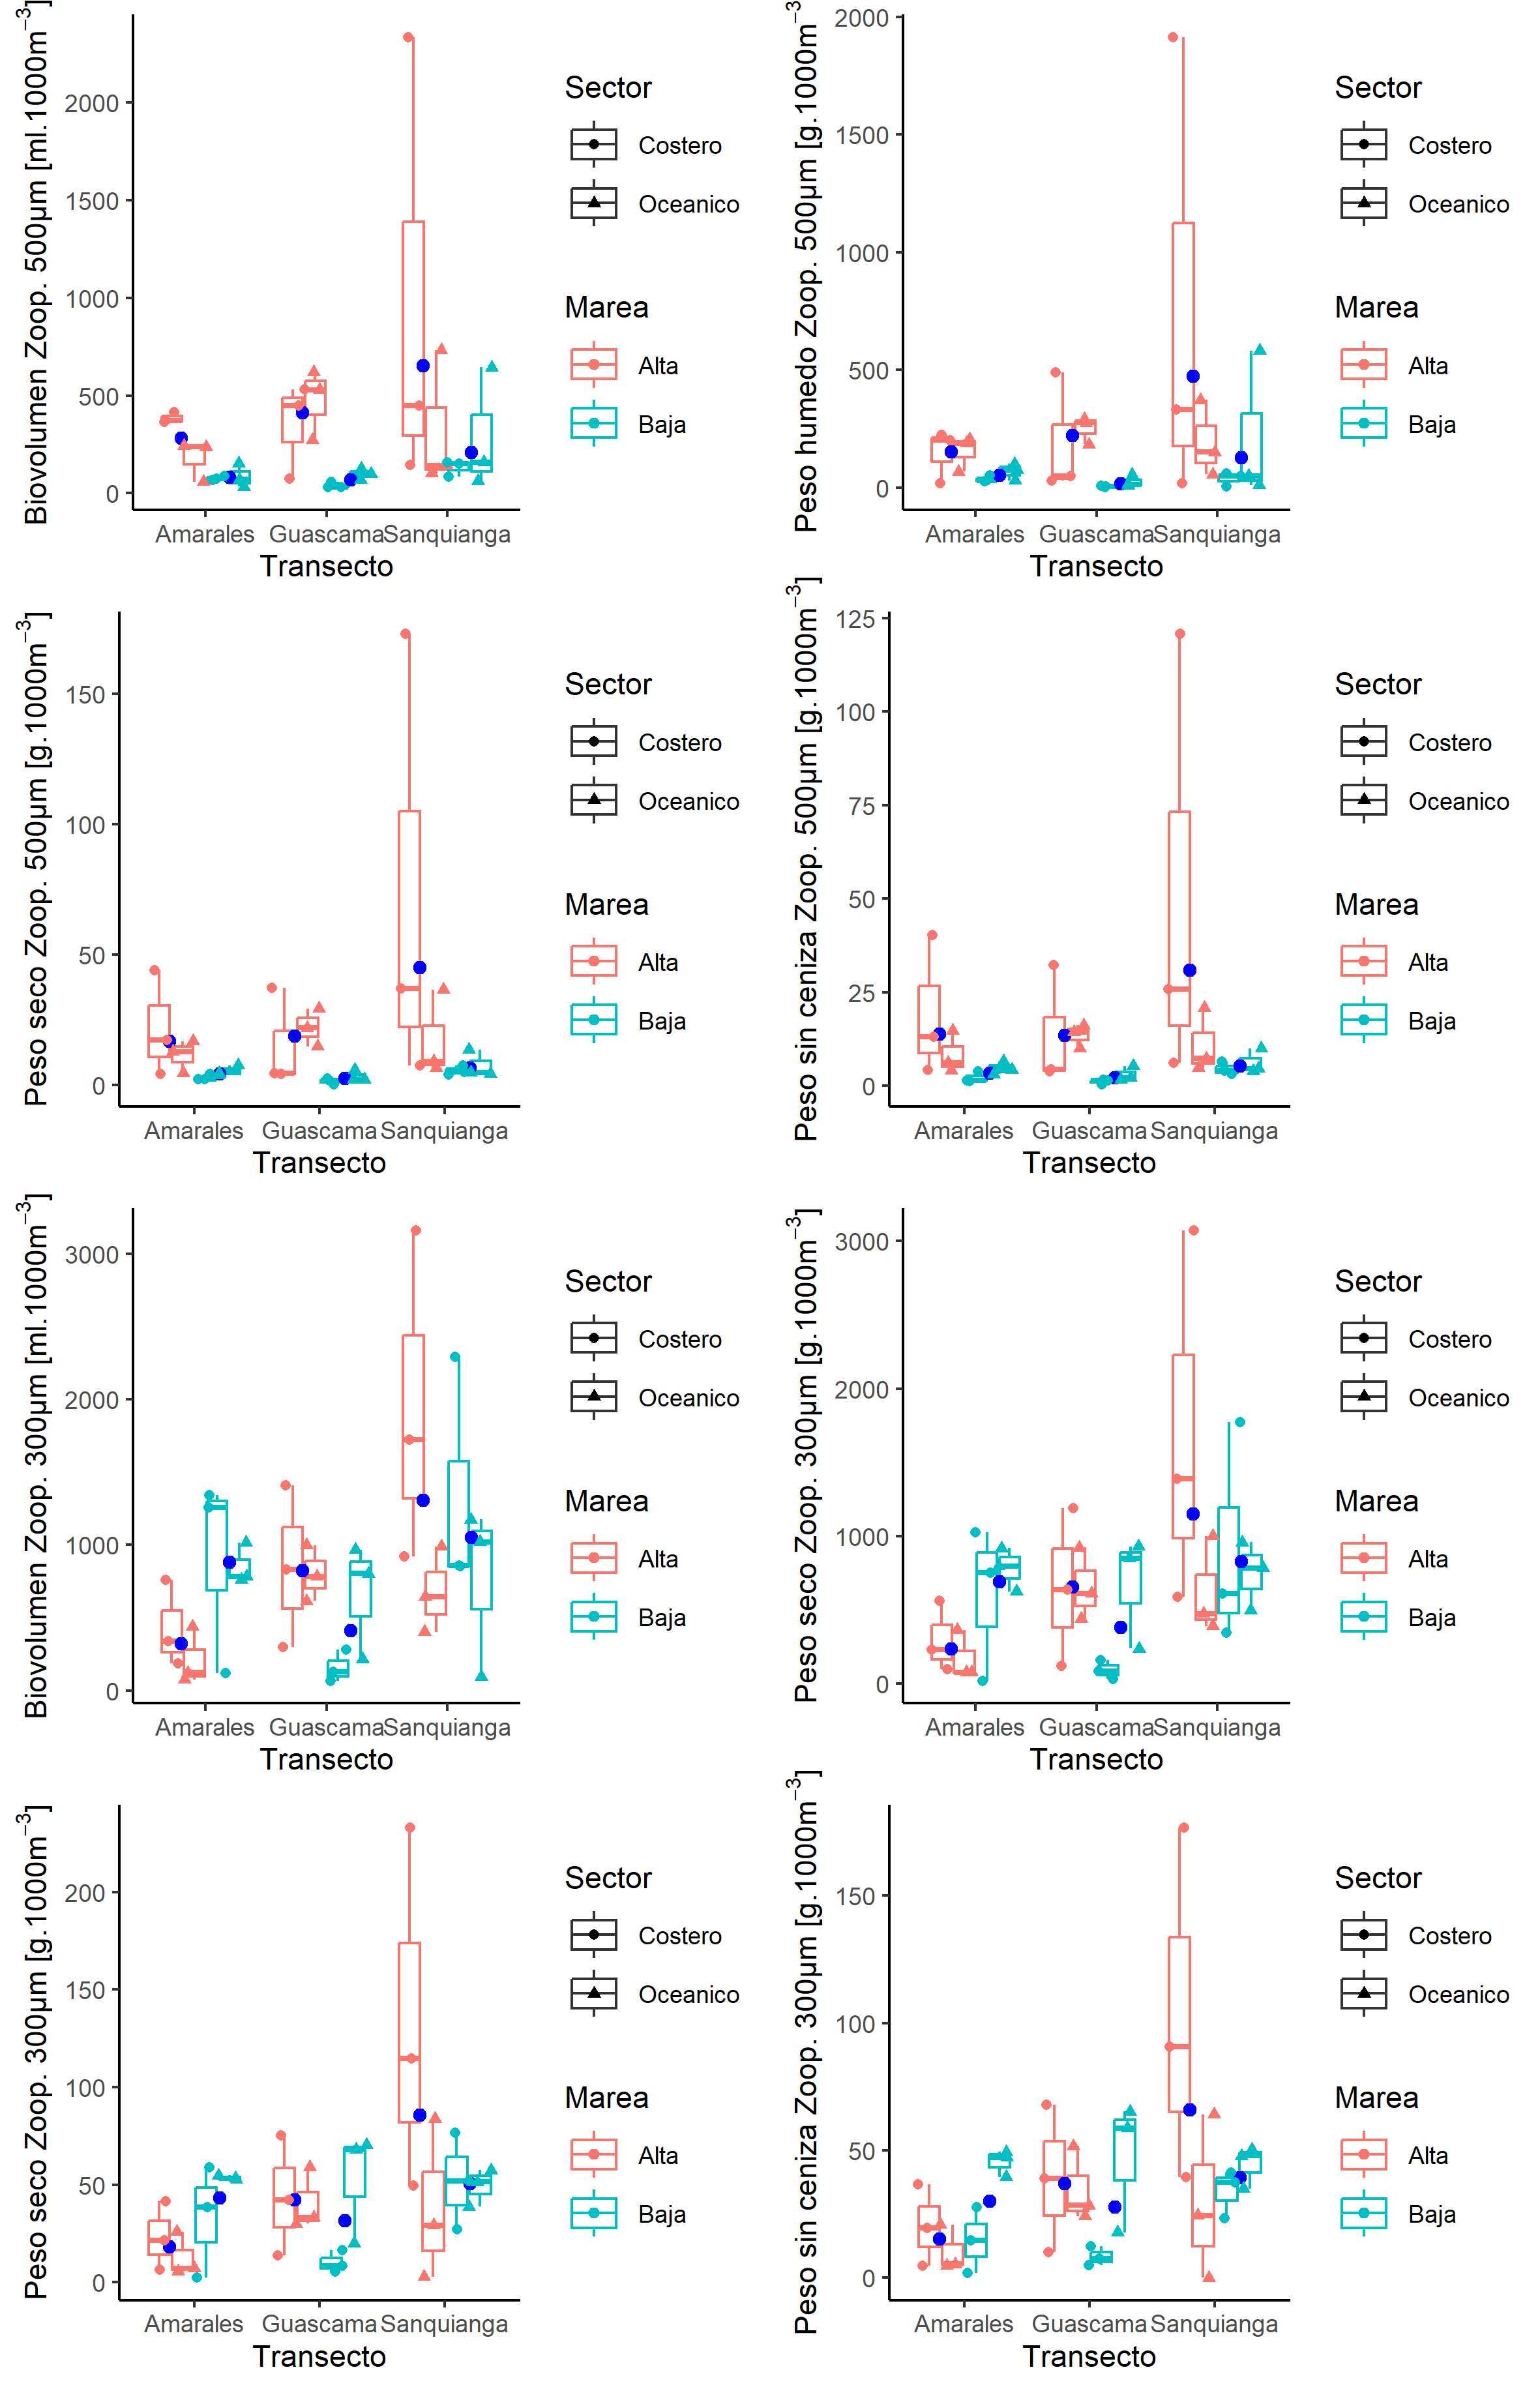 Biovolumen Zoop. 500µm [ml.1000m⁻³]
2000
1500
1000
500
0
Amarales Guascama Sanquianga
Transecto
Sector
Costero
Oceanico
Marea
Alta
Baja
Peso humedo Zoop. 500µm [g.1000m⁻³
2000
1500
1000
500
0
Amarales Guascama Sanquianga
Transecto
Sector
Costero
Oceanico
Marea
Alta
Baja
Peso seco Zoop. 500µm [g.1000m⁻³]
150
100
50
0
Amarales Guascama Sanquianga
Transecto
Sector
Costero
Oceanico
Marea
Alta
Baja
Peso sin ceniza Zoop. 500µm [g.1000m⁻³]
125
100
75
50
25
0
Amarales Guascama Sanquianga
Transecto
Sector
Costero
Oceanico
Marea
Alta
Baja
Biovolumen Zoop. 300µm [ml.1000m⁻³]
3000
2000
1000
0
Amarales Guascama Sanquianga
Transecto
Sector
Costero
Oceanico
Marea
Alta
Baja
Peso seco Zoop. 300µm [g.1000m⁻³]
3000
2000
1000
0
Amarales Guascama Sanquianga
Transecto
Sector
Costero
Oceanico
Marea
Alta
Baja
Peso seco Zoop. 300µm [g.1000m⁻³]
200
150
100
50
0
Amarales Guascama Sanquianga
Transecto
Sector
Costero
Oceanico
Marea
Alta
Baja
Peso sin ceniza Zoop. 300µm [g.1000m⁻³]
150
100
50
0
Amarales Guascama Sanquianga
Transecto
Sector
Costero
Oceanico
Marea
Alta
Baja